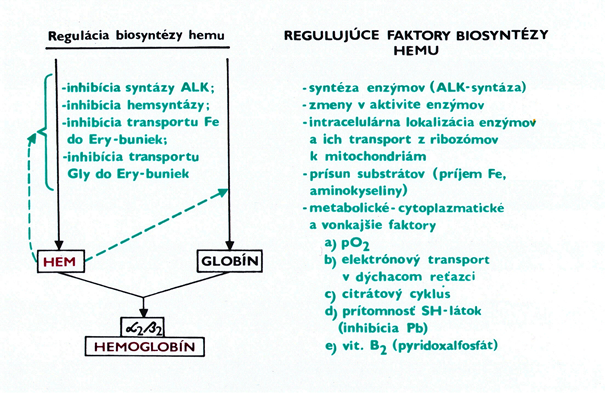 Regulácia biosyntézy hemu
-inhibícia syntázy ALK;
-inhibícia hemsyntázy;
-inhibícia transportu Fe
do Ery-buniek;
-inhibícia transportu
Gly do Ery-buniek
HEM
GLOBÍN
α₂/β₂
HEMOGLOBÍN
REGULUJÚCE FAKTORY BIOSYNTÉZY
HEMU
-syntéza enzýmov (ALK-syntáza)
-zmeny v aktivite enzýmov
-intracelulárna lokalizácia enzýmov
a ich transport z ribozómov
k mitochondriám
-prísun substrátov (príjem Fe,
aminokyseliny)
-metabolické-cytoplazmatické
a vonkajšie faktory
a) pO₂
b) elektrónový transport
v dýchacom reťazci
c) citrátový cyklus
d) prítomnosť SH-látok
(inhibícia Pb)
e) vit. B₂ (pyridoxalfosfát)